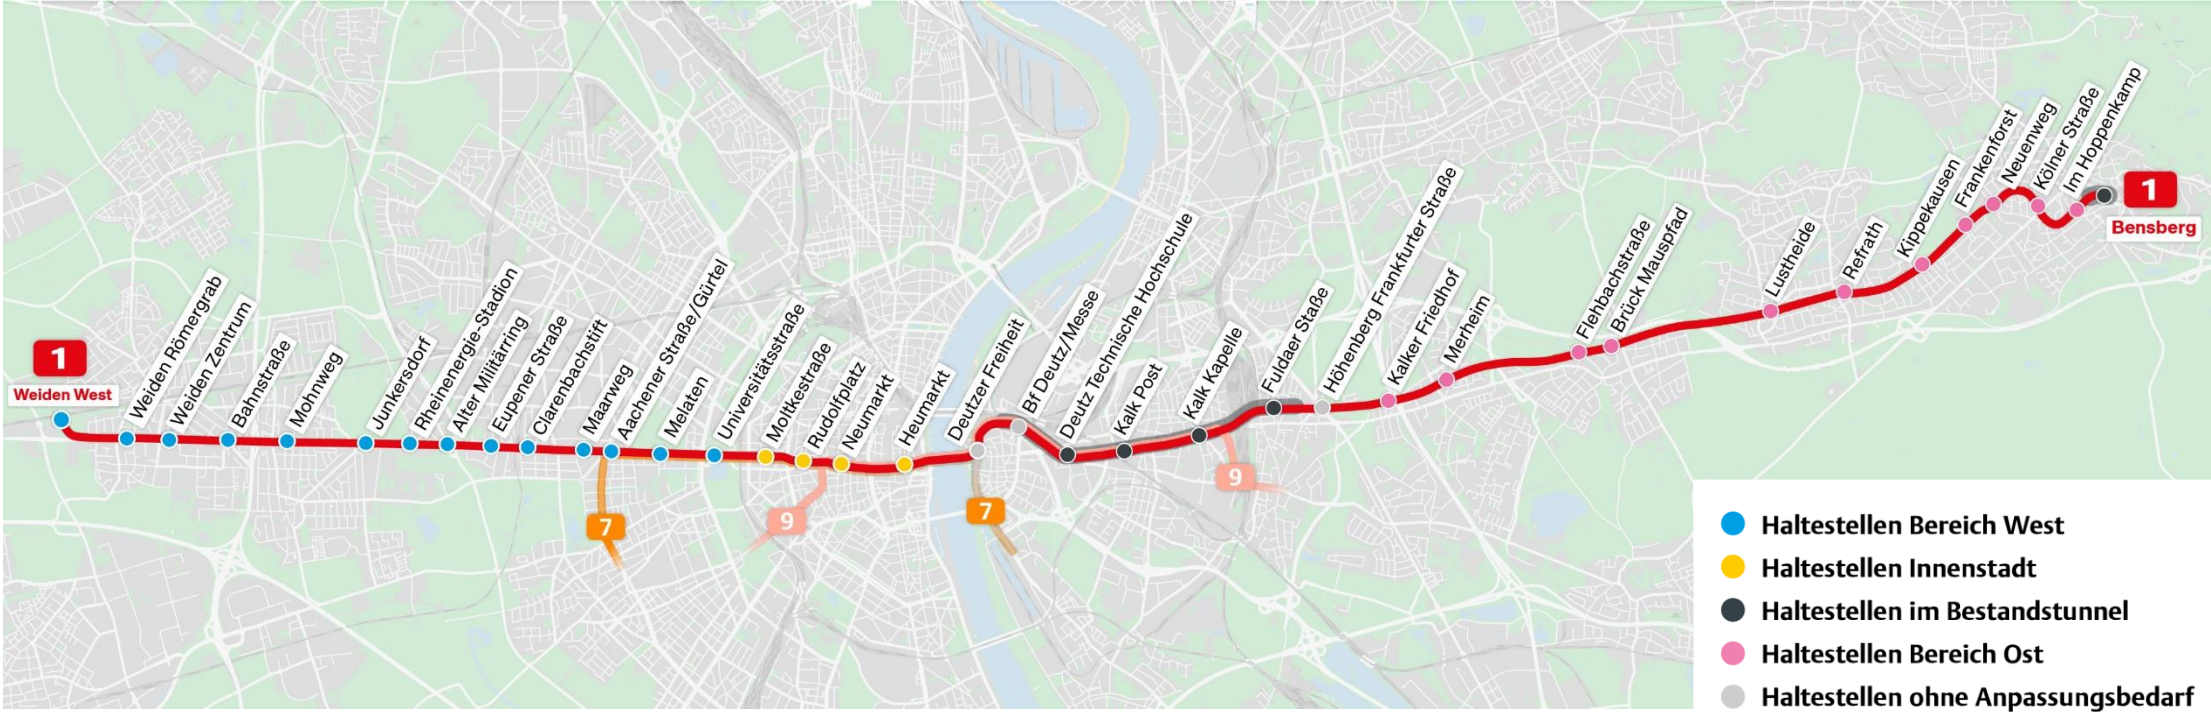 1
Weiden West
Weiden Römergrab
Weiden Zentrum
Bahnstraße
Mohnweg
Junkersdorf
Rheinenergie-Stadion
Alter Militärring
Eupener Straße
Clarenbachstift
Maarweg
Aachener Straße/Gürtel
Melaten
Universitätsstraße
Moltkestraße
Rudolfplatz
Neumarkt
Heumarkt
Deutzer Freiheit
Bf Deutz/Messe
Deutz Technische Hochschule
Kalk Post
Kalk Kapelle
Fuldaer Staße
Höhenberg Frankfurter Straße
Kalker Friedhof
Merheim
Flehbachstraße
Brück Mauspfad
Lustheide
Refrath
Kippekausen
Frankenforst
Neuenweg
Kölner Straße
Im Hoppenkamp
1
Bensberg
7
9
7
9
Haltestellen Bereich West
Haltestellen Innenstadt
Haltestellen im Bestandstunnel
Haltestellen Bereich Ost
Haltestellen ohne Anpassungsbedarf